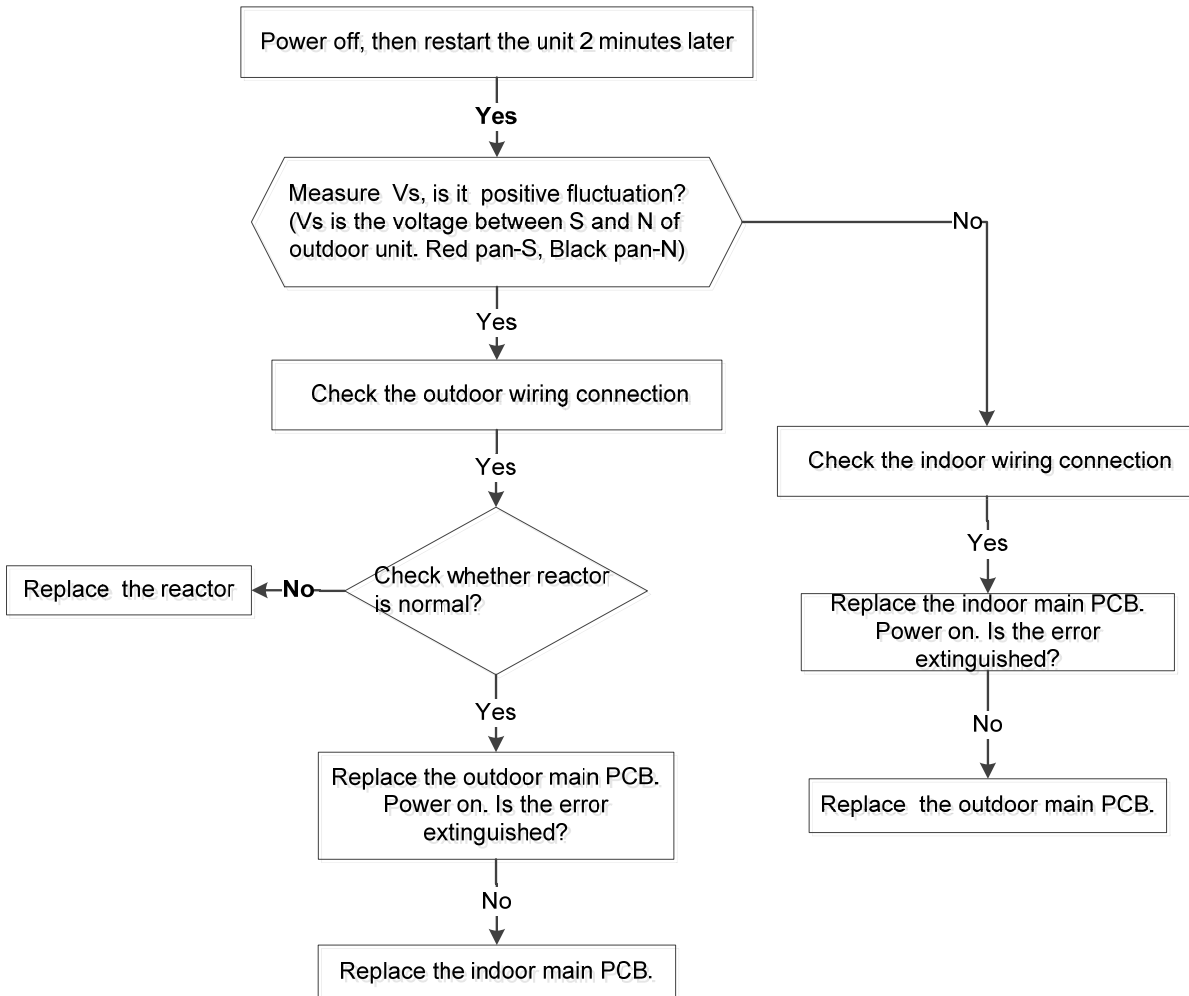 Power off, then restart the unit 2 minutes later
Yes
Measure Vs, is it positive fluctuation?
(Vs is the voltage between S and N of
outdoor unit. Red pan-S, Black pan-N)
No
Yes
Check the outdoor wiring connection
Yes
Check the indoor wiring connection
Yes
Check whether reactor
is normal?
No
Replace the reactor
Replace the indoor main PCB.
Power on. Is the error
extinguished?
Yes
No
Replace the outdoor main PCB.
Power on. Is the error
extinguished?
Replace the outdoor main PCB.
No
Replace the indoor main PCB.